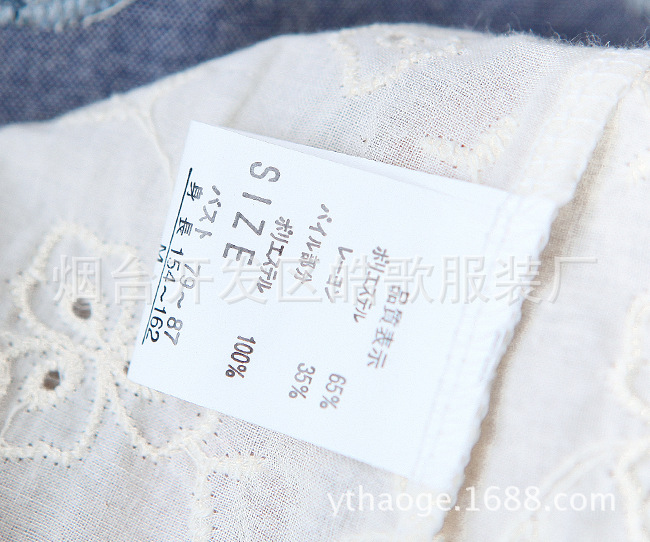 品質表示
ポリエステル 65%
レーヨン 35%
パイル部分
ポリエステル 100%
SIZE
M
バスト 79～87
身長 154～162
烟台开发区皓歌服装厂
ythaoge.1688.com